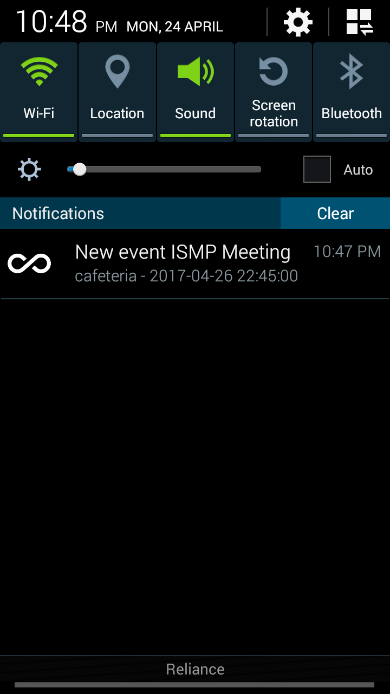 10:48 PM MON, 24 APRIL
Wi-Fi
Location
Sound
Screen
rotation
Bluetooth
Auto
Notifications
Clear
New event ISMP Meeting 10:47 PM
cafeteria - 2017-04-26 22:45:00
Reliance